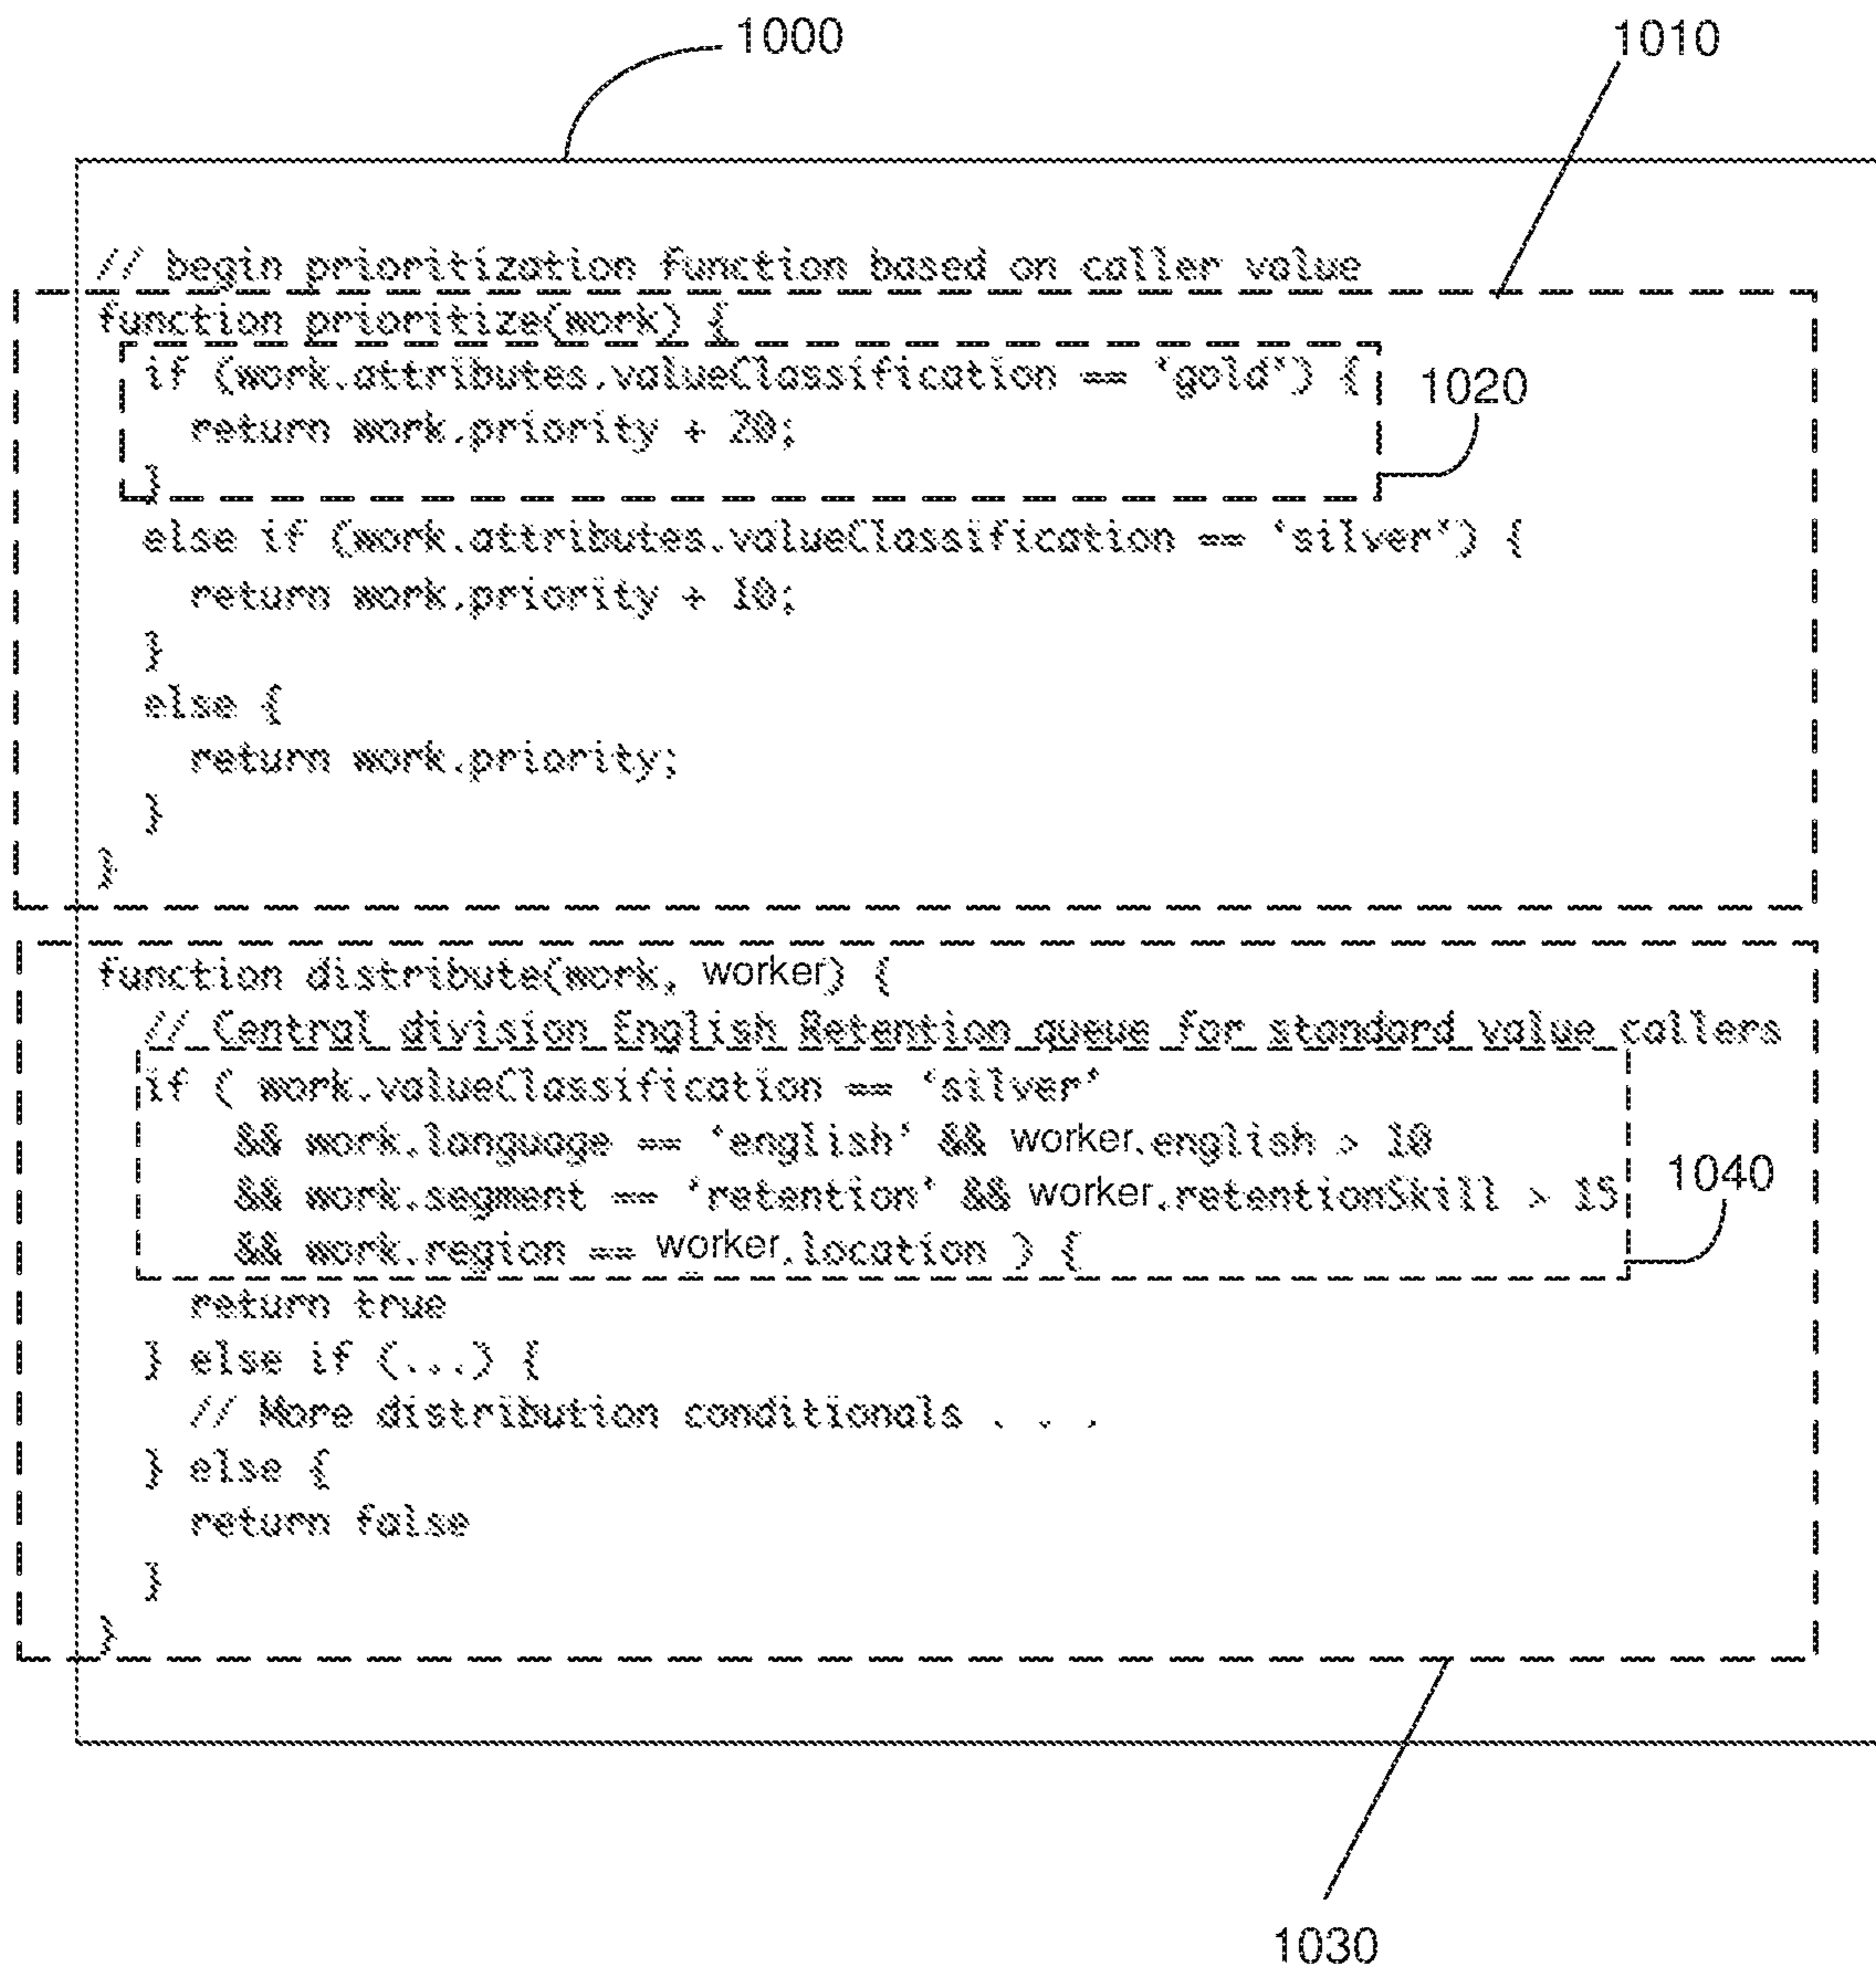 1000
1010
// begin prioritization function based on caller value
function prioritize(work) {
if (work.attributes.valueClassification == ‘gold’) {
1020
return work.priority + 20;
}
else if (work.attributes.valueClassification == ‘silver’) {
return work.priority + 10;
}
else {
return work.priority;
}
}
function distribute(work, worker) {
// Central division English Retention queue for standard value callers
if ( work.valueClassification == ‘silver’
&& work.language == ‘english’ && worker.english > 10
&& work.segment == ‘retention’ && worker.retentionSkill > 15
1040
&& work.region == worker.location ) {
return true
} else if (...) {
// More distribution conditionals . . .
} else {
return false
}
}
1030